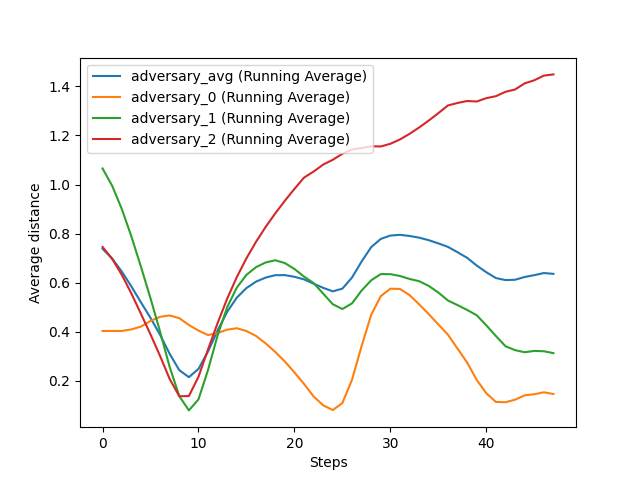 adversary_avg (Running Average)
adversary_0 (Running Average)
adversary_1 (Running Average)
adversary_2 (Running Average)
1.4
1.2
1.0
0.8
0.6
0.4
0.2
Average distance
0 10 20 30 40
Steps